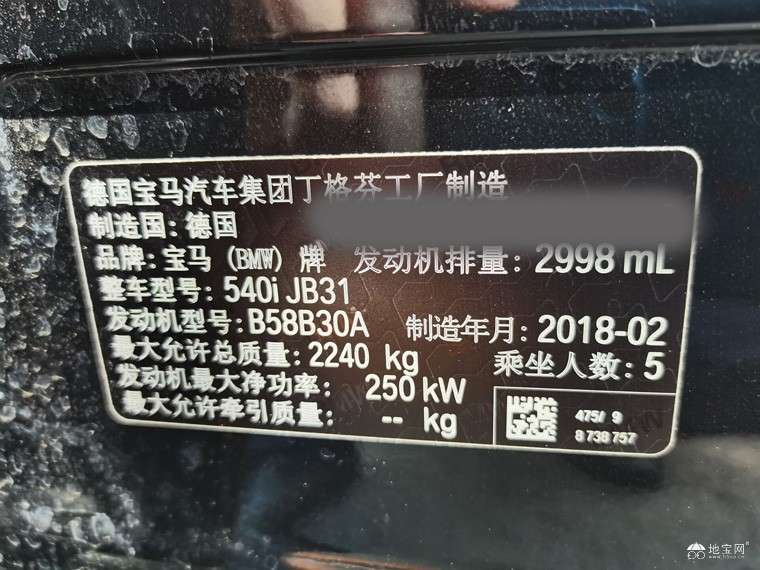 德国宝马汽车集团丁格芬工厂制造
制造国：德国
品牌：宝马（BMW）牌 发动机排量：2998 mL
整车型号：540i JB31
发动机型号：B58B30A 制造年月：2018-02
最大允许总质量：2240 kg 乘坐人数：5
发动机最大净功率：250 kW
最大允许牵引质量：-- kg
475/ 9
8 738 757
地宝网